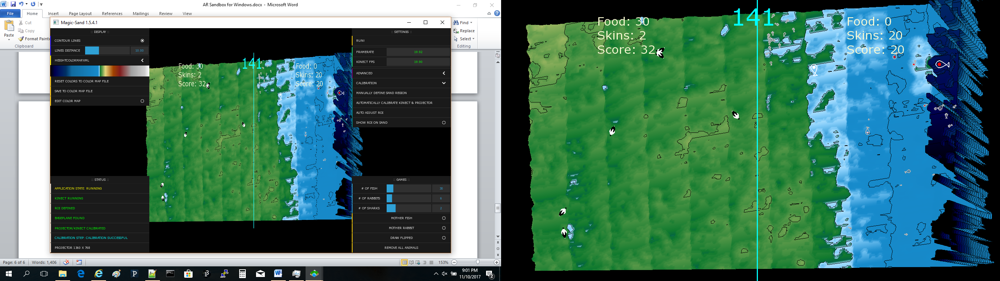 AR Sandbox for Windows.docx - Microsoft Word
File Home Insert Page Layout References Mailings Review View
Paste
Cut
Copy
Format Painte
Clipboard
Find
Replace
Select
Editing
Magic-Sand 1.5.4.1
:: DISPLAY ::
CONTOUR LINES
LINES DISTANCE 10.00
HEIGHTCOLORMAP.XML
RESET COLORS TO COLOR MAP FILE
SAVE TO COLOR MAP FILE
EDIT COLOR MAP
:: STATUS ::
APPLICATION STATE: RUNNING
KINECT RUNNING
ROI DEFINED
BASEPLANE FOUND
PROJECTOR/KINECT CALIBRATED
CALIBRATION STEP: CALIBRATION SUCCESSFUL
PROJECTOR 1360 X 768
141
Food: 30
Skins: 2
Score: 32
Food: 0
Skins: 20
Score: 20
:: SETTINGS ::
RUN!
FRAMERATE 19.92
KINECT FPS 19.90
ADVANCED
CALIBRATION
MANUALLY DEFINE SAND REGION
AUTOMATICALLY CALIBRATE KINECT & PROJECTOR
AUTO ADJUST ROI
SHOW ROI ON SAND
:: GAMES ::
# OF FISH 30
# OF RABBITS 6
# OF SHARKS 2
MOTHER FISH
MOTHER RABBIT
DRAW FLIPPED
REMOVE ALL ANIMALS
Page: 6 of 6 Words: 1,406 153%
9:01 PM
11/10/2017
2
141
Food: 30
Skins: 2
Score: 32
Food: 0
Skins: 20
Score: 20